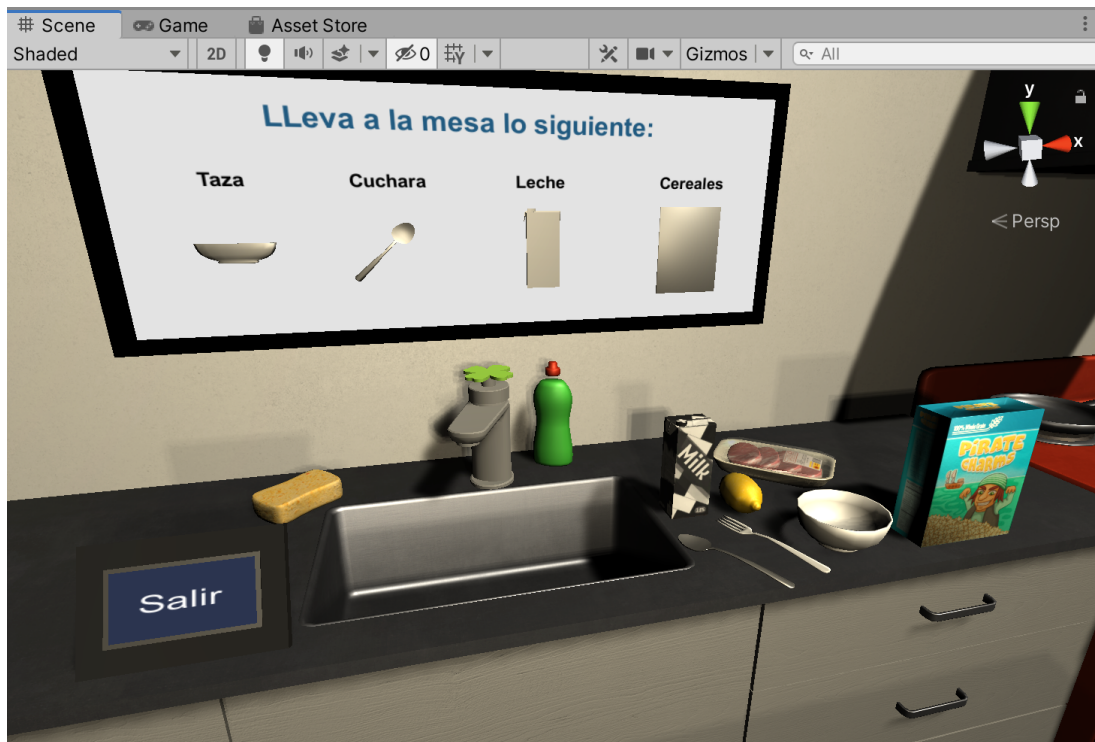 Scene Game Asset Store
Shaded 2D 0 Gizmos All
LLeva a la mesa lo siguiente:
Taza Cuchara Leche Cereales
y
x
Persp
Milk
PiRATE
CHARMS
Salir